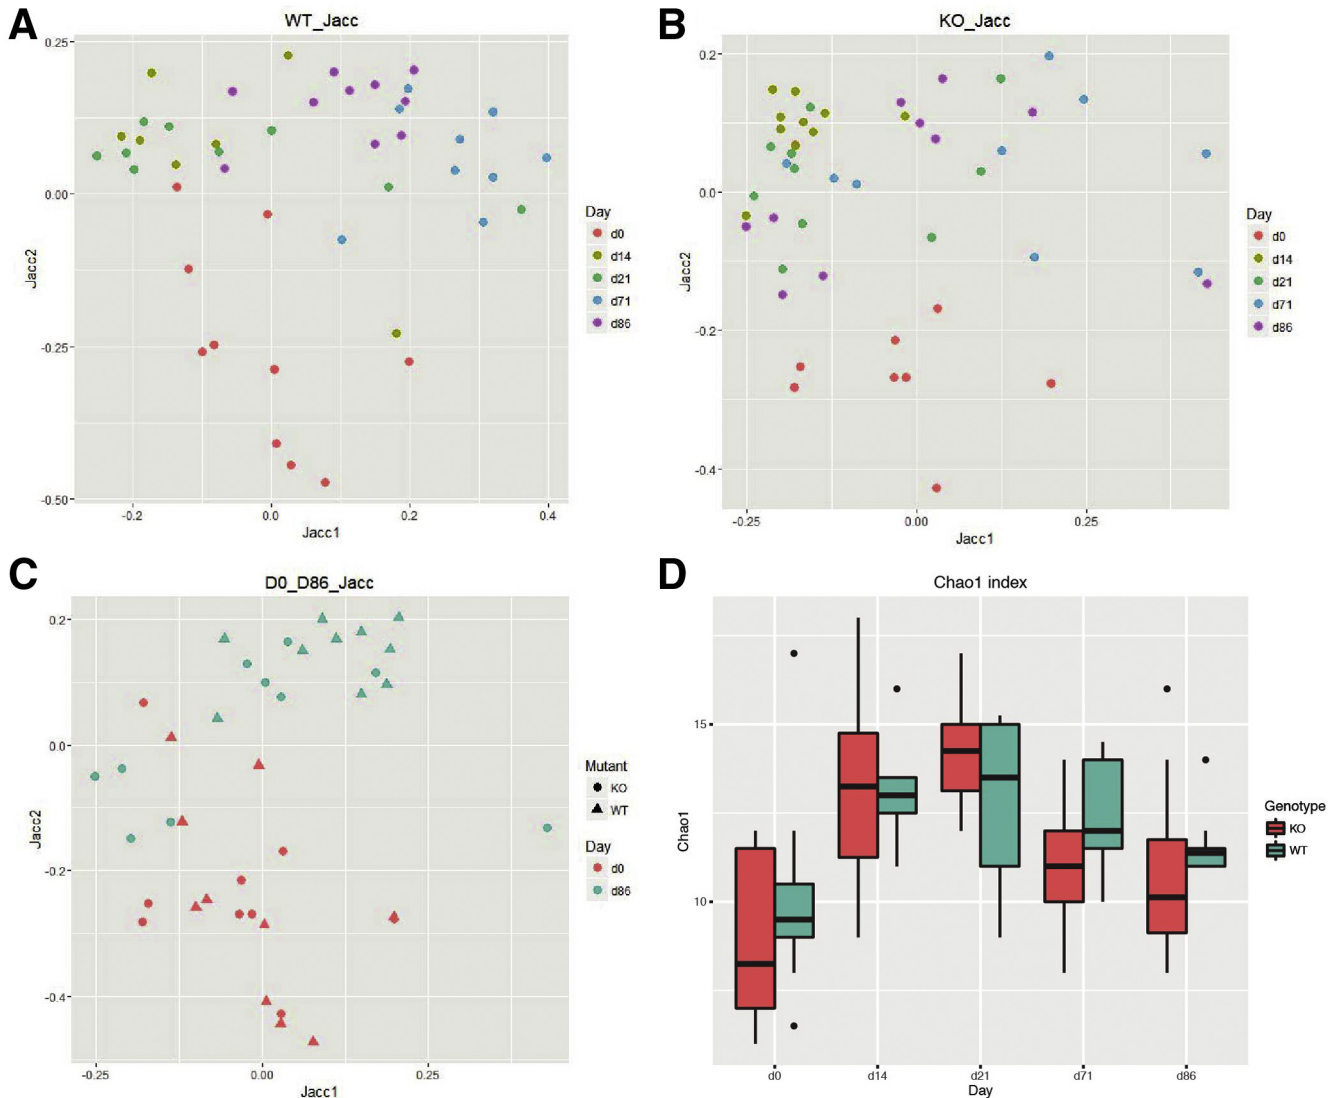 A
WT_Jacc
0.25
0.00
-0.25
-0.50
-0.2
0.0
0.2
0.4
Jacc1
Jacc2
Day
d0
d14
d21
d71
d86
B
KO_Jacc
0.2
0.0
-0.2
-0.4
-0.25
0.00
0.25
Jacc1
Jacc2
Day
d0
d14
d21
d71
d86
C
D0_D86_Jacc
0.2
0.0
-0.2
-0.4
-0.25
0.00
0.25
Jacc1
Jacc2
Mutant
KO
WT
Day
d0
d86
D
Chao1 index
15
10
Chao1
d0
d14
d21
d71
d86
Day
Genotype
KO
WT